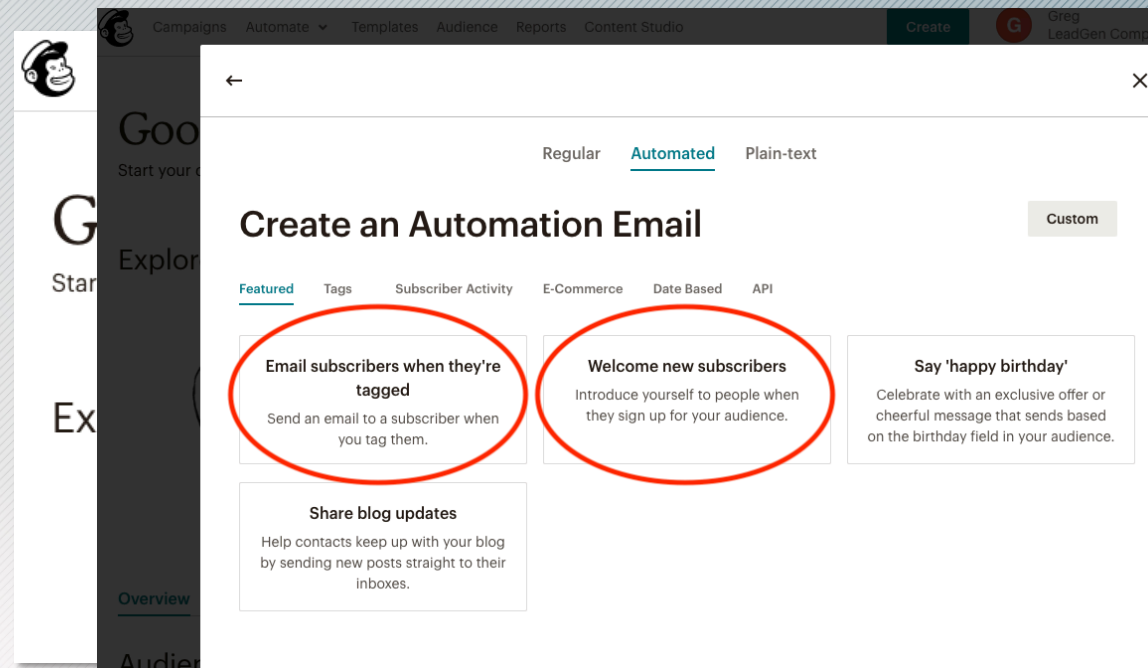 Campaigns Automate Templates Audience Reports Content Studio Create G Greg
LeadGen Comp
Goo
Start your
G
Star
Explor
Ex
Overview
Audien
Regular Automated Plain-text
Create an Automation Email
Custom
Featured Tags Subscriber Activity E-Commerce Date Based API
Email subscribers when they're
tagged
Send an email to a subscriber when
you tag them.
Welcome new subscribers
Introduce yourself to people when
they sign up for your audience.
Say 'happy birthday'
Celebrate with an exclusive offer or
cheerful message that sends based
on the birthday field in your audience.
Share blog updates
Help contacts keep up with your blog
by sending new posts straight to their
inboxes.